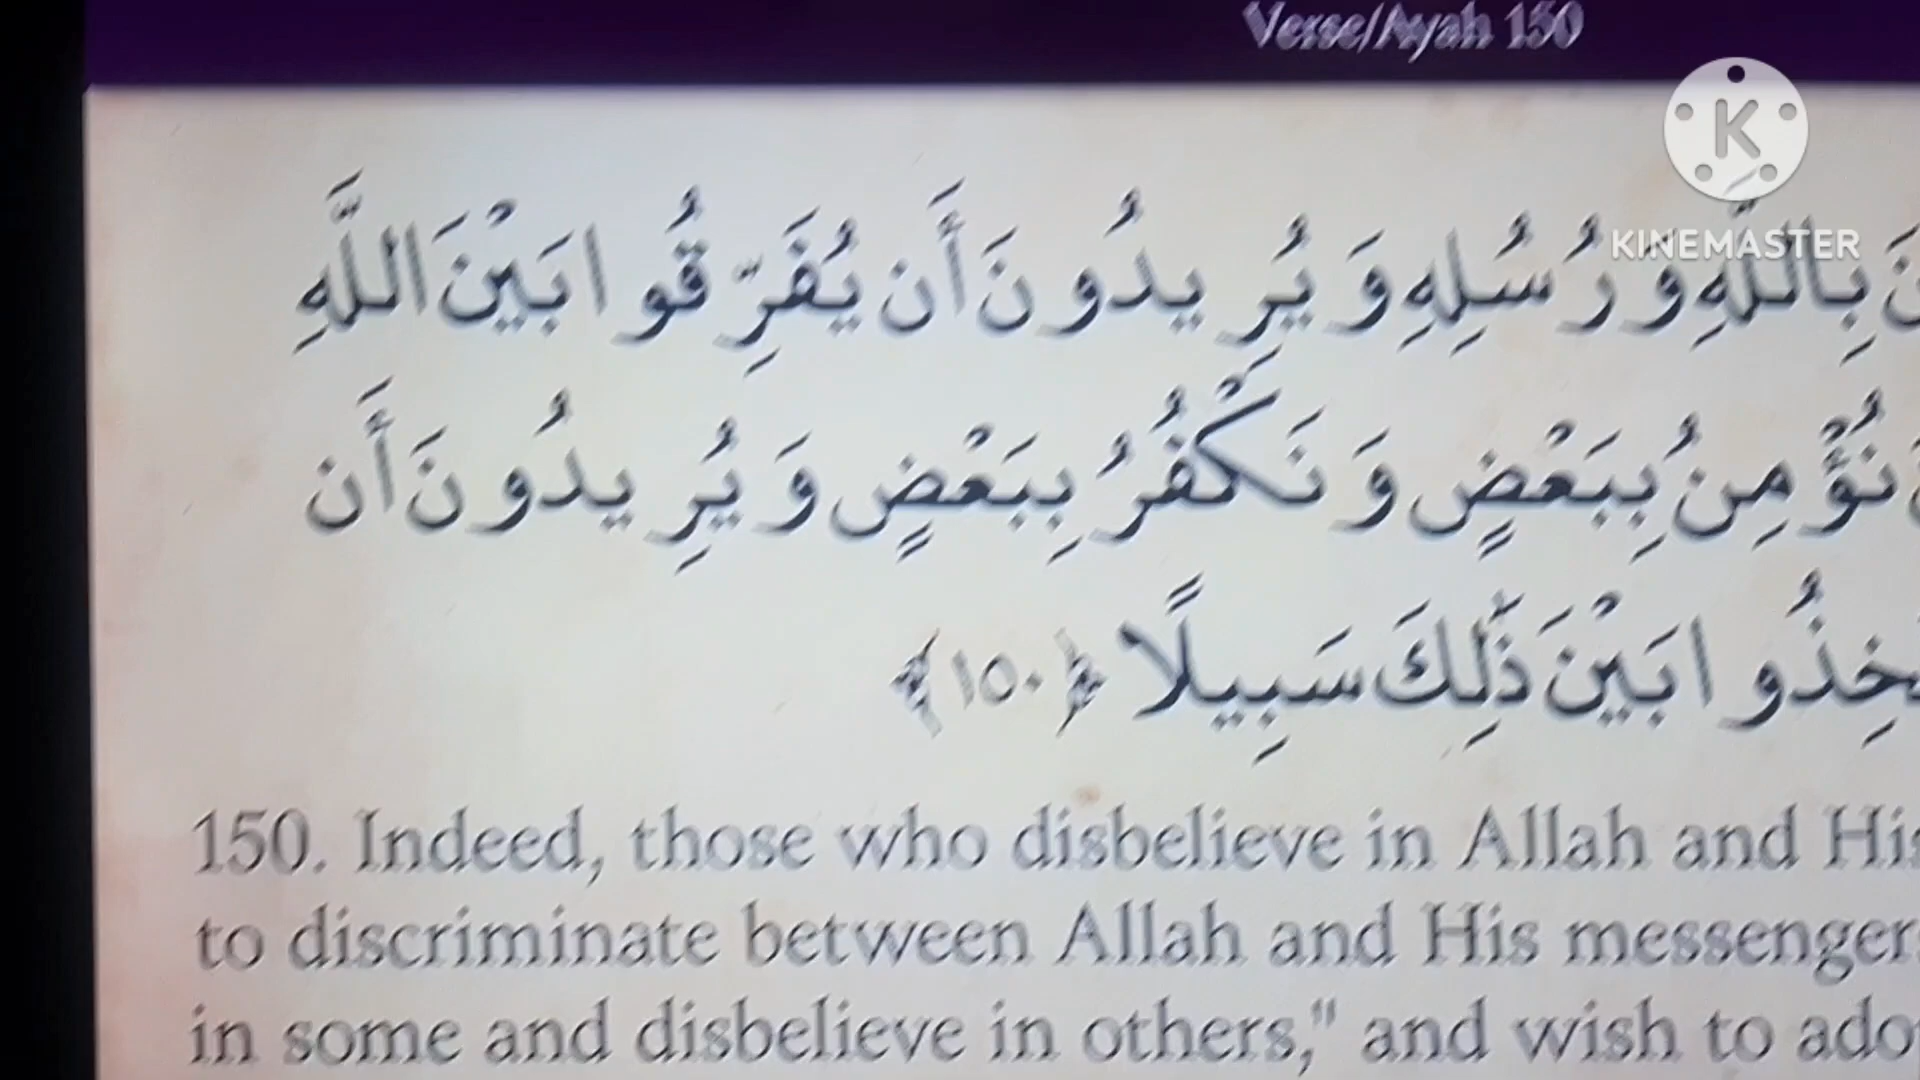 Verse/Ayah 150
K
KINEMASTER
بِاللَّهِ وَرُسُلِهِ وَيُرِيدُونَ أَن يُفَرِّقُوا بَيْنَ اللَّهِ
نُؤْمِنُ بِبَعْضٍ وَنَكْفُرُ بِبَعْضٍ وَيُرِيدُونَ أَن
بَيْنَ ذَٰلِكَ سَبِيلًا ﴿١٥٠﴾
150. Indeed, those who disbelieve in Allah and His
to discriminate between Allah and His messenger
in some and disbelieve in others," and wish to ado